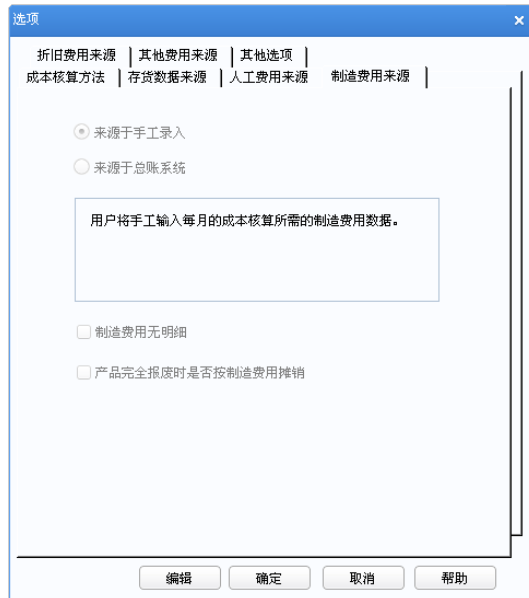 选项
折旧费用来源 其他费用来源 其他选项
成本核算方法 存货数据来源 人工费用来源 制造费用来源
来源于手工录入
来源于总账系统
用户将手工输入每月的成本核算所需的制造费用数据。
制造费用无明细
产品完全报废时是否按制造费用摊销
编辑 确定 取消 帮助